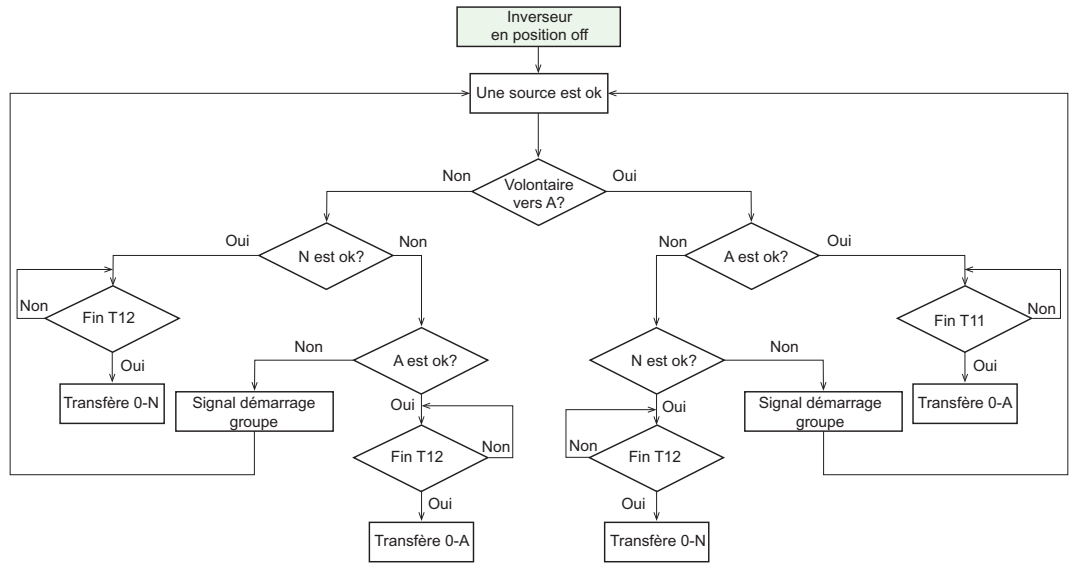 Inverseur
en position off
Une source est ok
Non
Volontaire
vers A?
Oui
Oui
N est ok?
Non
Non
A est ok?
Oui
Non
Fin T12
Fin T11
Non
Oui
Non
A est ok?
N est ok?
Non
Oui
Transfère 0-N
Signal démarrage
groupe
Oui
Oui
Signal démarrage
groupe
Transfère 0-A
Fin T12
Non
Non
Fin T12
Oui
Oui
Transfère 0-A
Transfère 0-N